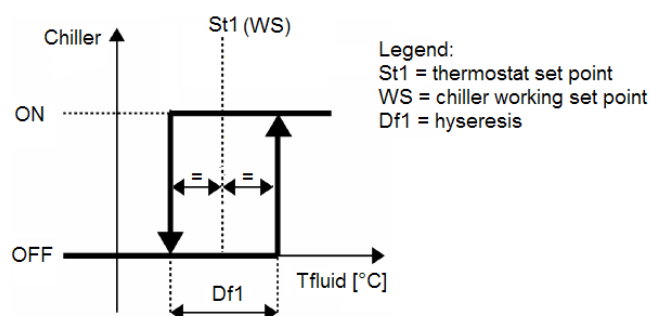 St1 (WS)
Chiller
Legend:
St1 = thermostat set point
WS = chiller working set point
Df1 = hyseresis
ON
= =
OFF
Tfluid [°C]
Df1